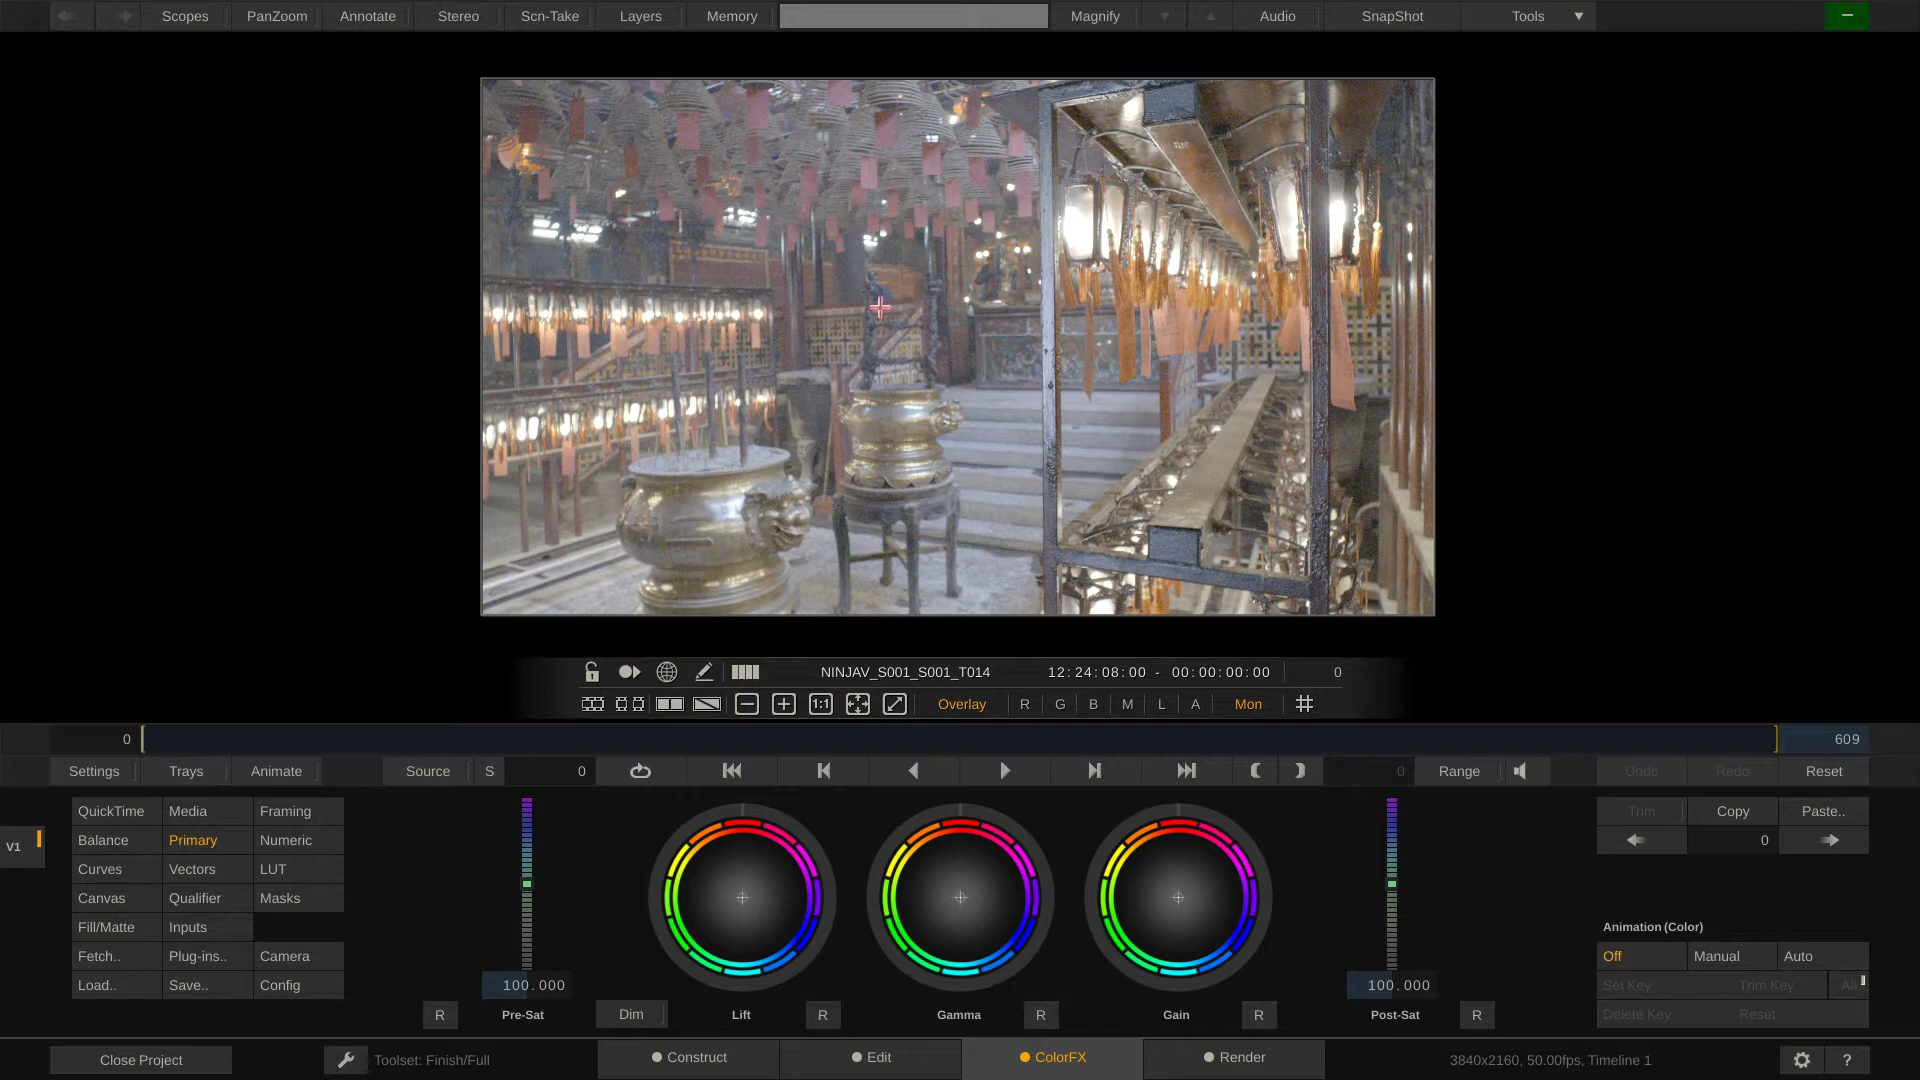 Scopes PanZoom Annotate Stereo Scn-Take Layers Memory Magnify Audio SnapShot Tools
NINJAV_S001_S001_T014 12:24:08:00 - 00:00:00:00 0
1:1 Overlay R G B M L A Mon
0 609
Settings Trays Animate Source S 0 0 Range Undo Redo Reset
QuickTime Media Framing Trim Copy Paste..
V1 Balance Primary Numeric 0
Curves Vectors LUT
Canvas Qualifier Masks
Fill/Matte Inputs Animation (Color)
Fetch.. Plug-ins.. Camera Off Manual Auto
Load.. Save.. Config 100.000 100.000 Set Key Trim Key All
R Pre-Sat Dim Lift R Gamma R Gain R Post-Sat R Delete Key Reset
Close Project Toolset: Finish/Full Construct Edit ColorFX Render 3840x2160, 50.00fps, Timeline 1 ?